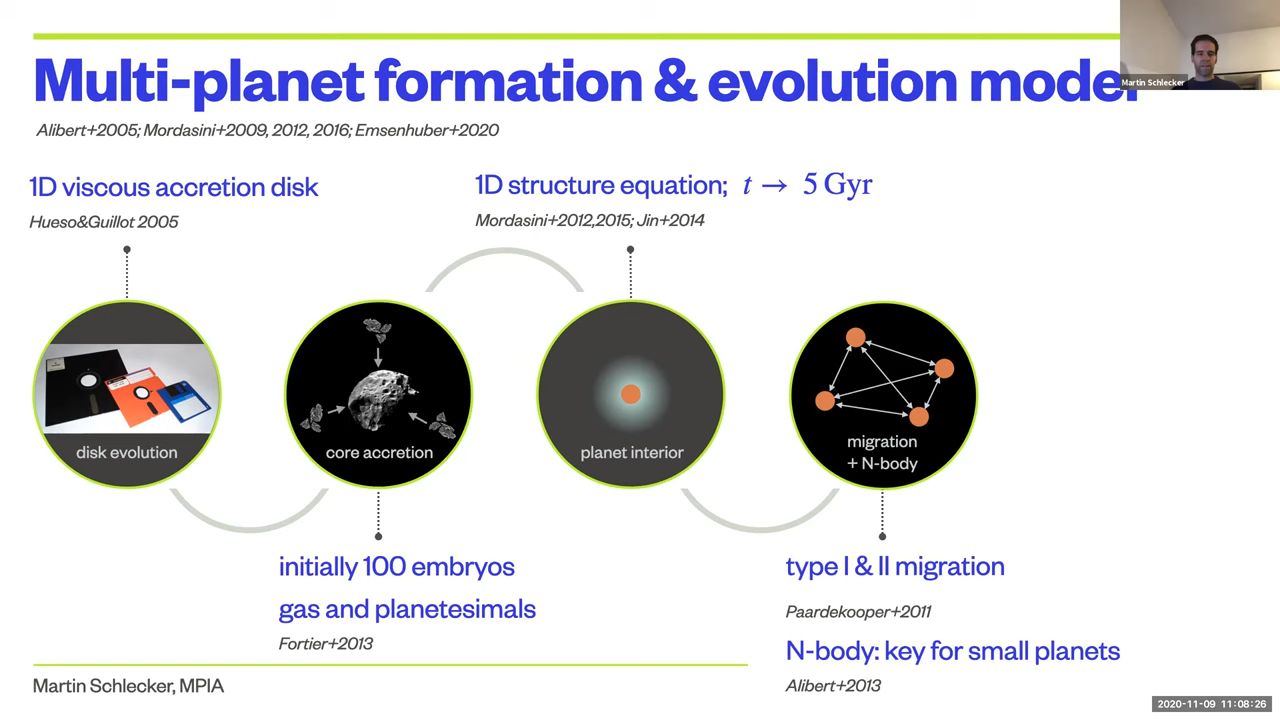 Multi-planet formation & evolution model
Martin Schlecker
Alibert+2005; Mordasini+2009, 2012, 2016; Emsenhuber+2020
1D viscous accretion disk
Hueso&Guillot 2005
1D structure equation; t → 5 Gyr
Mordasini+2012,2015; Jin+2014
disk evolution
core accretion
planet interior
migration
+ N-body
initially 100 embryos
gas and planetesimals
Fortier+2013
type I & II migration
Paardekooper+2011
N-body: key for small planets
Alibert+2013
Martin Schlecker, MPIA
2020-11-09 11:08:26